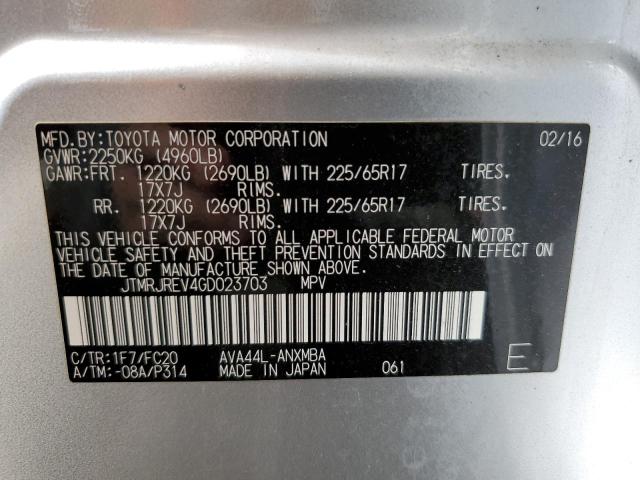 MFD.BY:TOYOTA MOTOR CORPORATION 02/16
GVWR:2250KG (4960LB)
GAWR:FRT. 1220KG (2690LB) WITH 225/65R17 TIRES.
17X7J RIMS.
RR. 1220KG (2690LB) WITH 225/65R17 TIRES.
17X7J RIMS.
THIS VEHICLE CONFORMS TO ALL APPLICABLE FEDERAL MOTOR
VEHICLE SAFETY AND THEFT PREVENTION STANDARDS IN EFFECT ON
THE DATE OF MANUFACTURE SHOWN ABOVE.
JTMRJREV4GD023703 MPV
C/TR:1F7/FC20 AVA44L-ANXMBA
A/TM:-08A/P314 MADE IN JAPAN 061 E